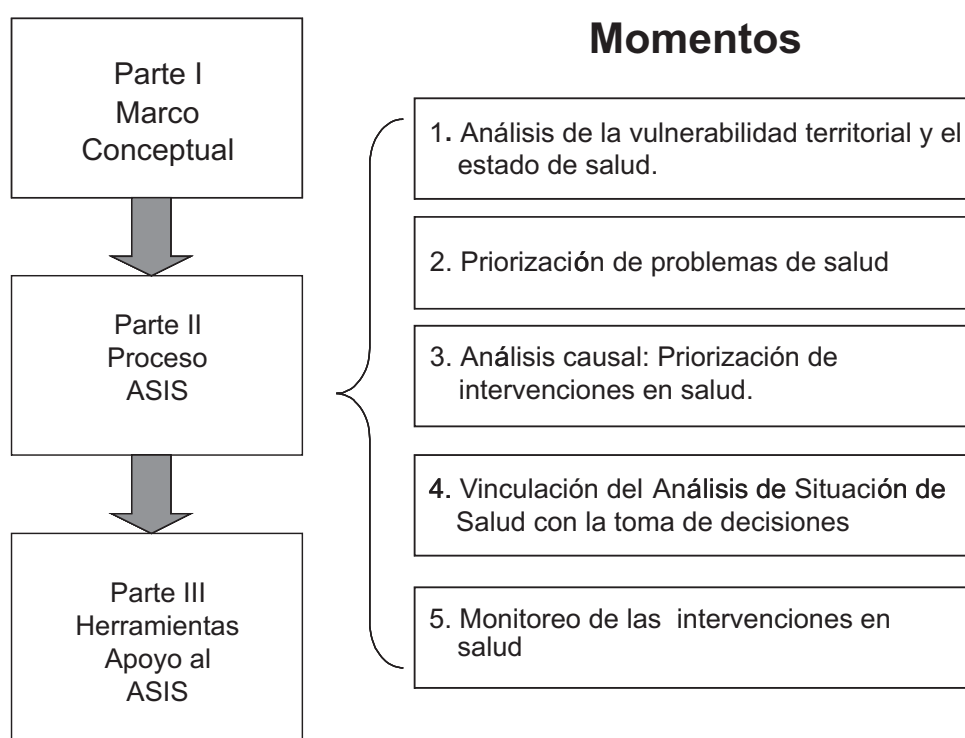 Parte I
Marco
Conceptual
Parte II
Proceso
ASIS
Parte III
Herramientas
Apoyo al
ASIS
Momentos
1. Análisis de la vulnerabilidad territorial y el
estado de salud.
2. Priorización de problemas de salud
3. Análisis causal: Priorización de
intervenciones en salud.
4. Vinculación del Análisis de Situación de
Salud con la toma de decisiones
5. Monitoreo de las intervenciones en
salud